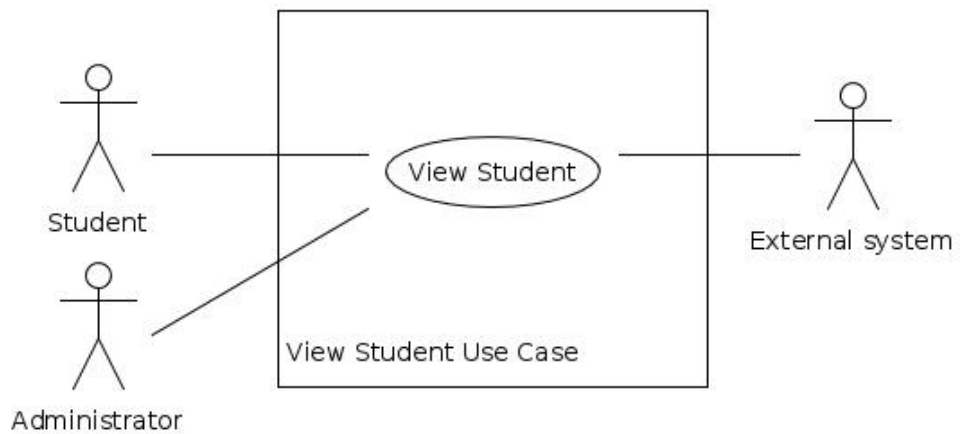 View Student
Student
External system
View Student Use Case
Administrator